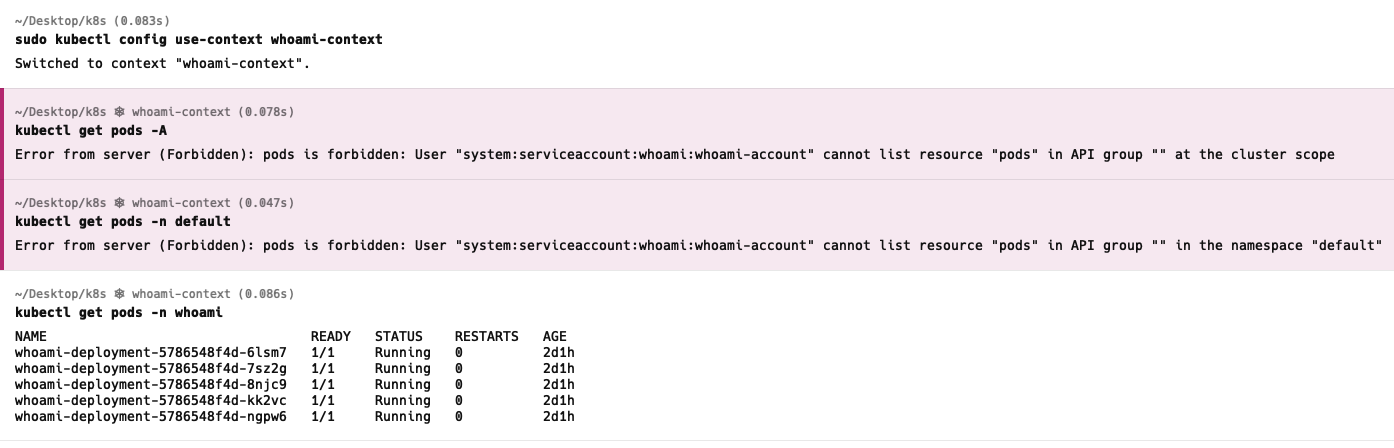 ~/Desktop/k8s (0.083s)
sudo kubectl config use-context whoami-context
Switched to context "whoami-context".
~/Desktop/k8s ☸ whoami-context (0.078s)
kubectl get pods -A
Error from server (Forbidden): pods is forbidden: User "system:serviceaccount:whoami:whoami-account" cannot list resource "pods" in API group "" at the cluster scope
~/Desktop/k8s ☸ whoami-context (0.047s)
kubectl get pods -n default
Error from server (Forbidden): pods is forbidden: User "system:serviceaccount:whoami:whoami-account" cannot list resource "pods" in API group "" in the namespace "default"
~/Desktop/k8s ☸ whoami-context (0.086s)
kubectl get pods -n whoami
NAME READY STATUS RESTARTS AGE
whoami-deployment-5786548f4d-6lsm7 1/1 Running 0 2d1h
whoami-deployment-5786548f4d-7sz2g 1/1 Running 0 2d1h
whoami-deployment-5786548f4d-8njc9 1/1 Running 0 2d1h
whoami-deployment-5786548f4d-kk2vc 1/1 Running 0 2d1h
whoami-deployment-5786548f4d-ngpw6 1/1 Running 0 2d1h